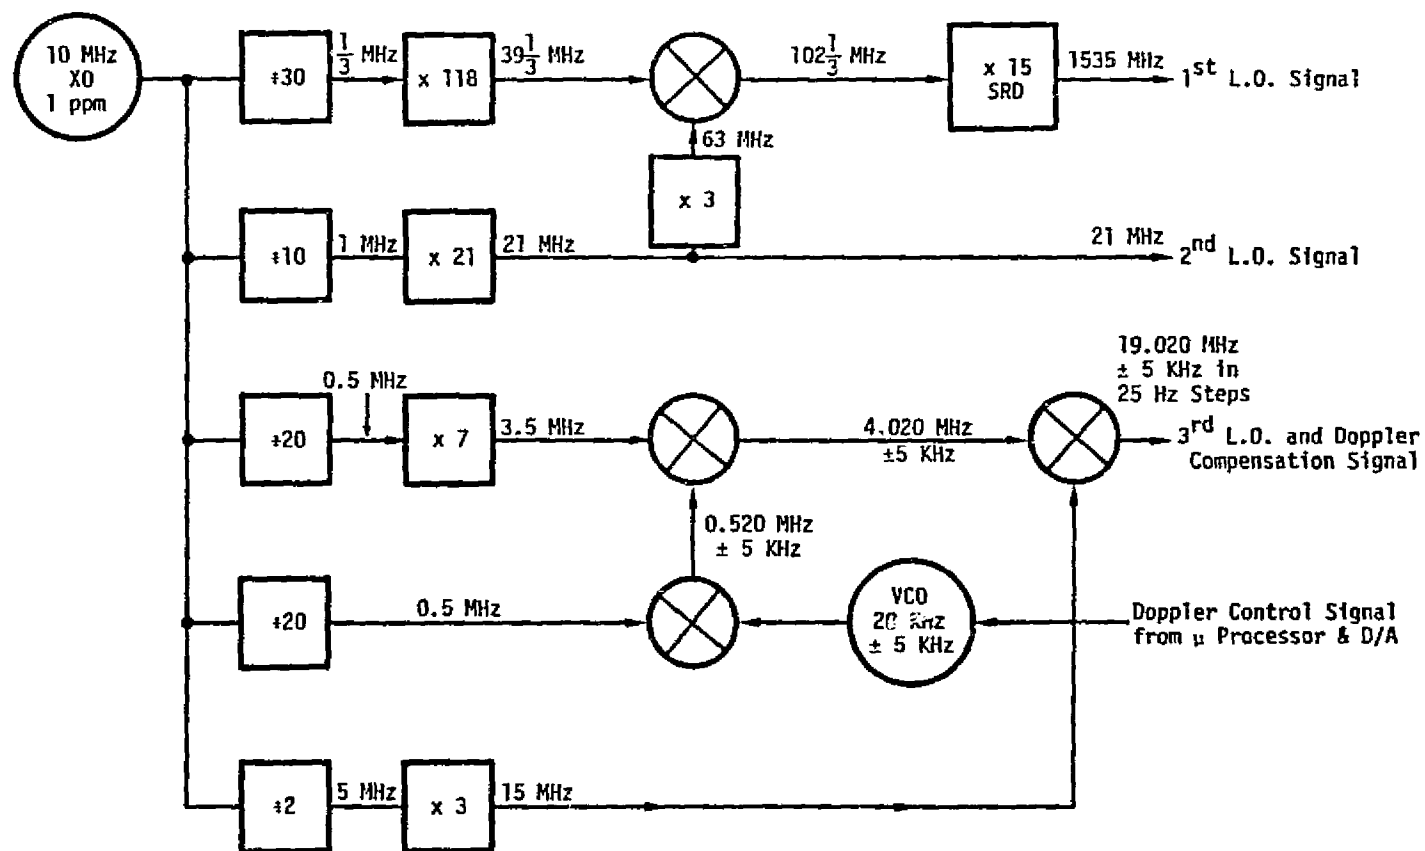 10 MHz
XO
1 ppm
÷30
1/3 MHz
x 118
39 1/3 MHz
102 1/3 MHz
x 15
SRD
1535 MHz
1st L.O. Signal
63 MHz
x 3
÷10
1 MHz
x 21
21 MHz
21 MHz
2nd L.O. Signal
÷20
0.5 MHz
x 7
3.5 MHz
4.020 MHz
±5 KHz
19.020 MHz
± 5 KHz in
25 Hz Steps
3rd L.O. and Doppler
Compensation Signal
0.520 MHz
± 5 KHz
÷20
0.5 MHz
VCO
20 KHz
± 5 KHz
Doppler Control Signal
from μ Processor & D/A
÷2
5 MHz
x 3
15 MHz